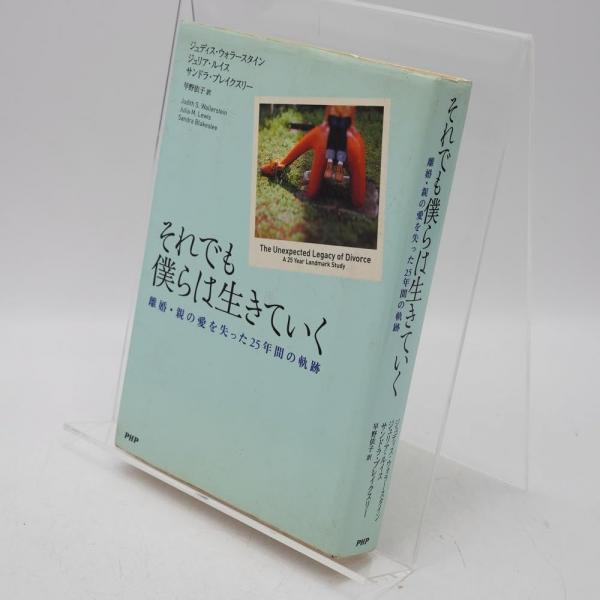 ジュディス・ウォラースタイン
ジュリア・ルイス
サンドラ・ブレイクスリー
早野依子 訳
Judith S. Wallerstein
Julia M. Lewis
Sandra Blakeslee
The Unexpected Legacy of Divorce
A 25 Year Landmark Study
それでも
僕らは生きていく
離婚・親の愛を失った25年間の軌跡
PHP
それでも僕らは生きていく
離婚・親の愛を失った25年間の軌跡
ジュディス・ウォラースタイン
ジュリア・ルイス
サンドラ・ブレイクスリー
早野依子 訳
PHP